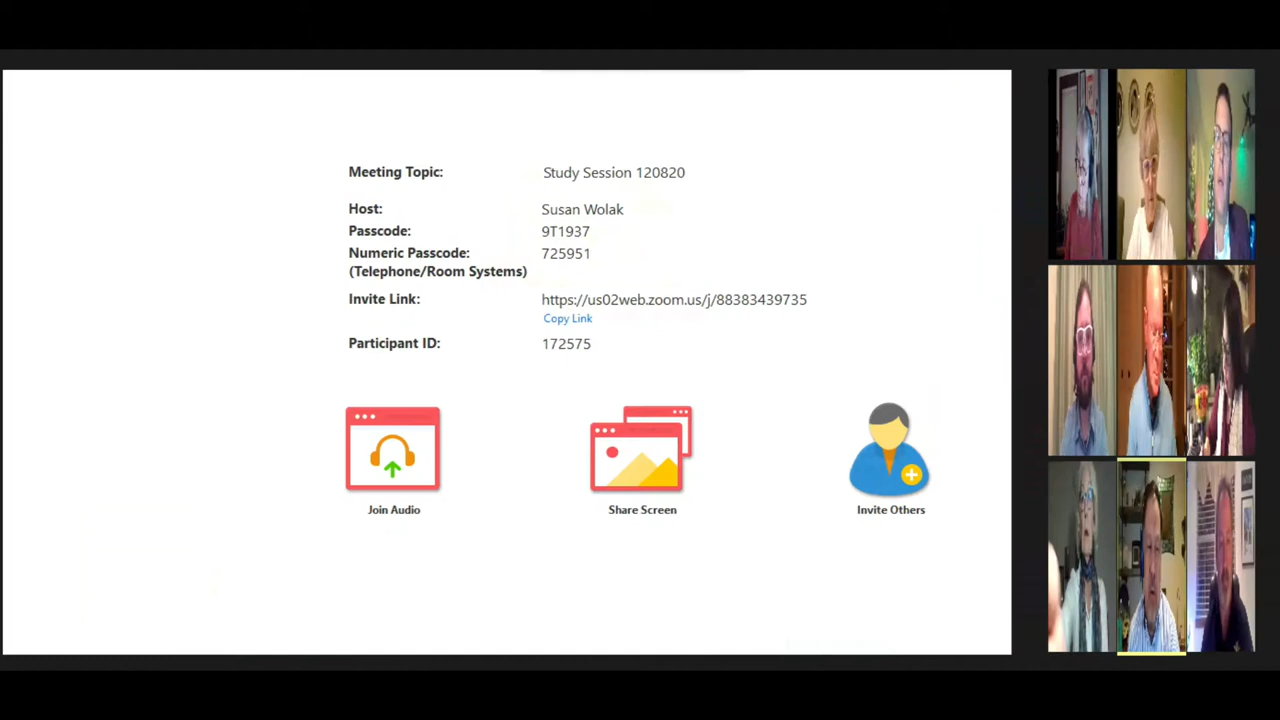 Meeting Topic: Study Session 120820
Host: Susan Wolak
Passcode: 9T1937
Numeric Passcode: 725951
(Telephone/Room Systems)
Invite Link: https://us02web.zoom.us/j/88383439735
Copy Link
Participant ID: 172575
Join Audio Share Screen Invite Others